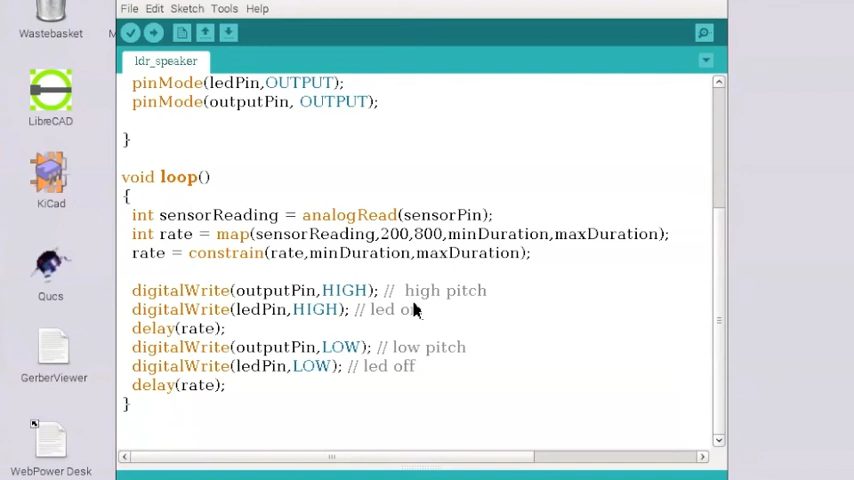 File Edit Sketch Tools Help
Wastebasket
ldr_speaker
pinMode(ledPin,OUTPUT);
pinMode(outputPin, OUTPUT);
}
void loop()
{
int sensorReading = analogRead(sensorPin);
int rate = map(sensorReading,200,800,minDuration,maxDuration);
rate = constrain(rate,minDuration,maxDuration);
digitalWrite(outputPin,HIGH); // high pitch
digitalWrite(ledPin,HIGH); // led
delay(rate);
digitalWrite(outputPin,LOW); // low pitch
digitalWrite(ledPin,LOW); // led off
delay(rate);
}
LibreCAD
KiCad
Qucs
GerberViewer
WebPower Desk